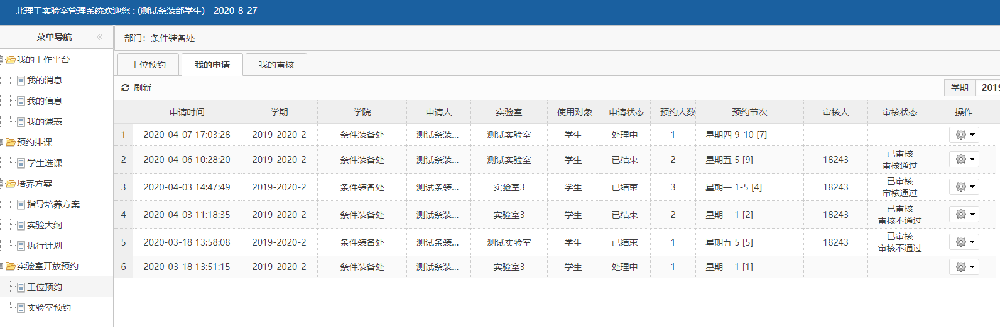 北理工实验室管理系统欢迎您 : (测试条装部学生) 2020-8-27
菜单导航
我的工作平台
我的消息
我的信息
我的课表
预约排课
学生选课
培养方案
指导培养方案
实验大纲
执行计划
实验室开放预约
工位预约
实验室预约
部门: 条件装备处
工位预约 我的申请 我的审核
刷新 学期 2019
申请时间 学期 学院 申请人 实验室 使用对象 申请状态 预约人数 预约节次 审核人 审核状态 操作
1 2020-04-07 17:03:28 2019-2020-2 条件装备处 测试条装... 测试实验室 学生 处理中 1 星期四 9-10 [7] -- --
2 2020-04-06 10:28:20 2019-2020-2 条件装备处 测试条装... 测试实验室 学生 已结束 2 星期五 5 [9] 18243 已审核
审核通过
3 2020-04-03 14:47:49 2019-2020-2 条件装备处 测试条装... 实验室3 学生 已结束 3 星期一 1-5 [4] 18243 已审核
审核通过
4 2020-04-03 11:18:35 2019-2020-2 条件装备处 测试条装... 实验室3 学生 已结束 2 星期一 1 [2] 18243 已审核
审核不通过
5 2020-03-18 13:58:08 2019-2020-2 条件装备处 测试条装... 测试实验室 学生 已结束 1 星期五 5 [5] 18243 已审核
审核不通过
6 2020-03-18 13:51:15 2019-2020-2 条件装备处 测试条装... 实验室3 学生 处理中 1 星期一 1 [1] -- --